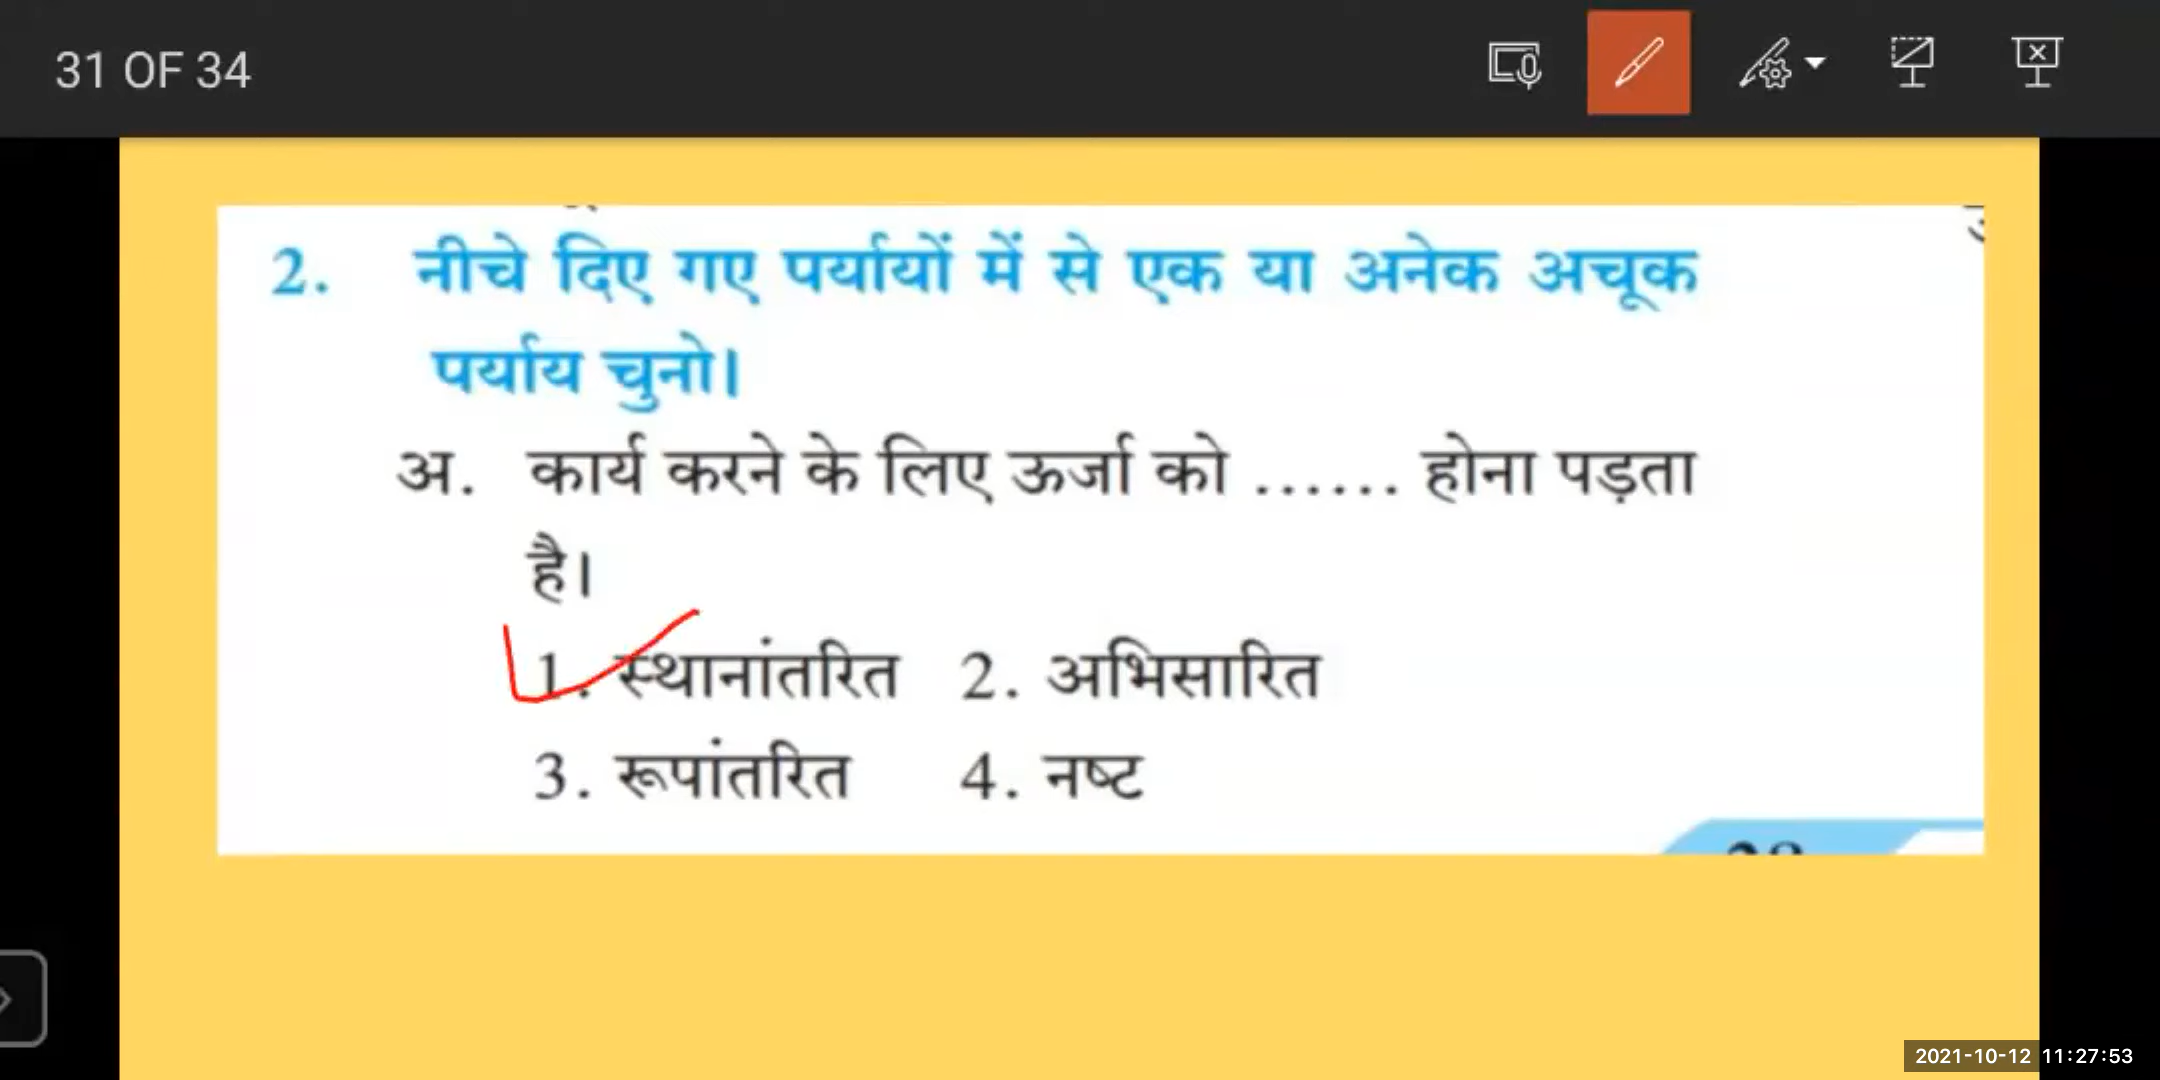 31 OF 34
2. नीचे दिए गए पर्यायों में से एक या अनेक अचूक
पर्याय चुनो।
अ. कार्य करने के लिए ऊर्जा को ...... होना पड़ता
है।
1. स्थानांतरित 2. अभिसारित
3. रूपांतरित 4. नष्ट
2021-10-12 11:27:53